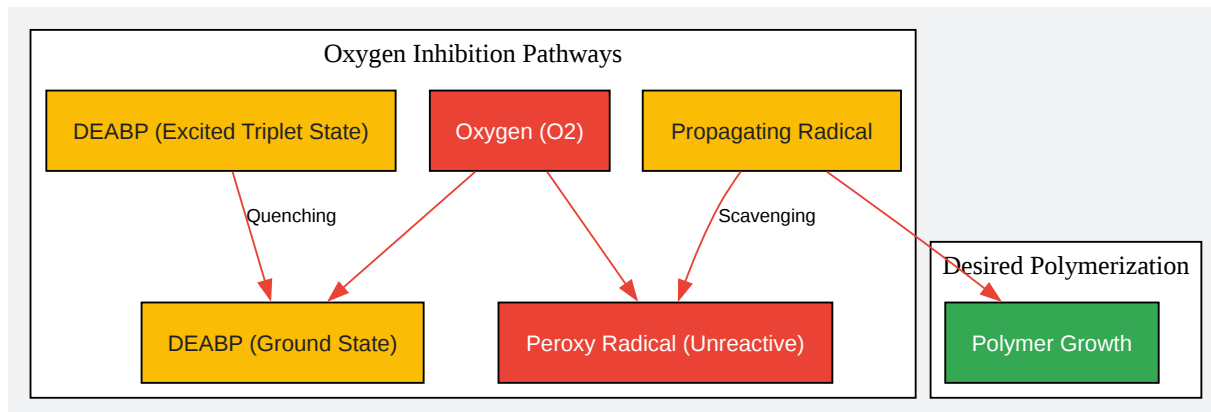 Oxygen Inhibition Pathways
DEABP (Excited Triplet State)
Oxygen (O2)
Propagating Radical
Quenching
Scavenging
Desired Polymerization
DEABP (Ground State)
Peroxy Radical (Unreactive)
Polymer Growth